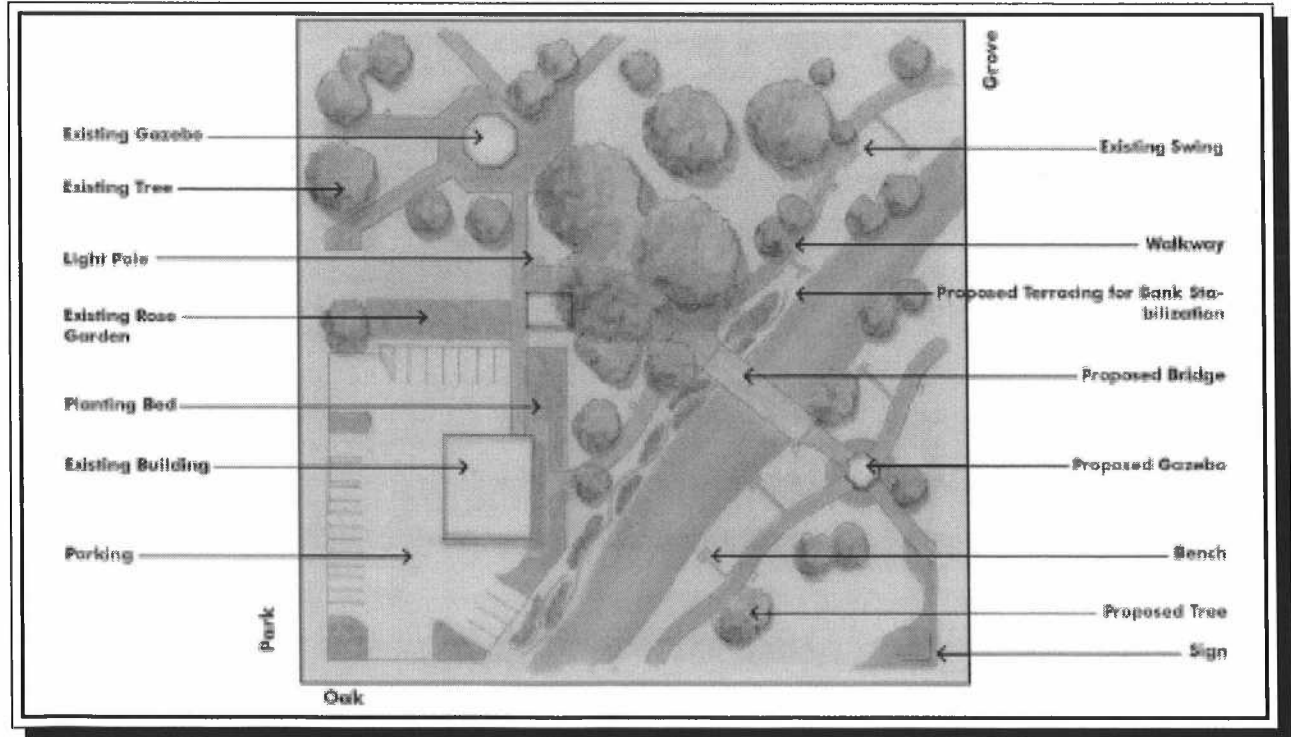 Grove
Existing Gazebo
Existing Swing
Existing Tree
Walkway
Light Pole
Proposed Terracing for Bank Sta-
bilization
Existing Rose
Garden
Proposed Bridge
Planting Bed
Existing Building
Proposed Gazebo
Parking
Bench
Proposed Tree
Park
Sign
Oak